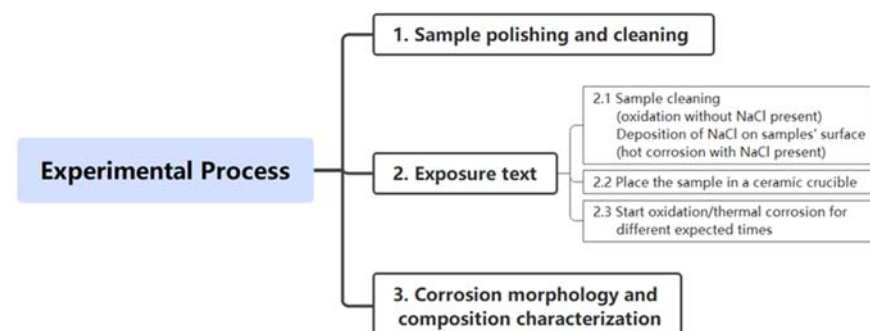 Experimental Process
1. Sample polishing and cleaning
2. Exposure text
2.1 Sample cleaning
(oxidation without NaCl present)
Deposition of NaCl on samples' surface
(hot corrosion with NaCl present)
2.2 Place the sample in a ceramic crucible
2.3 Start oxidation/thermal corrosion for
different expected times
3. Corrosion morphology and
composition characterization